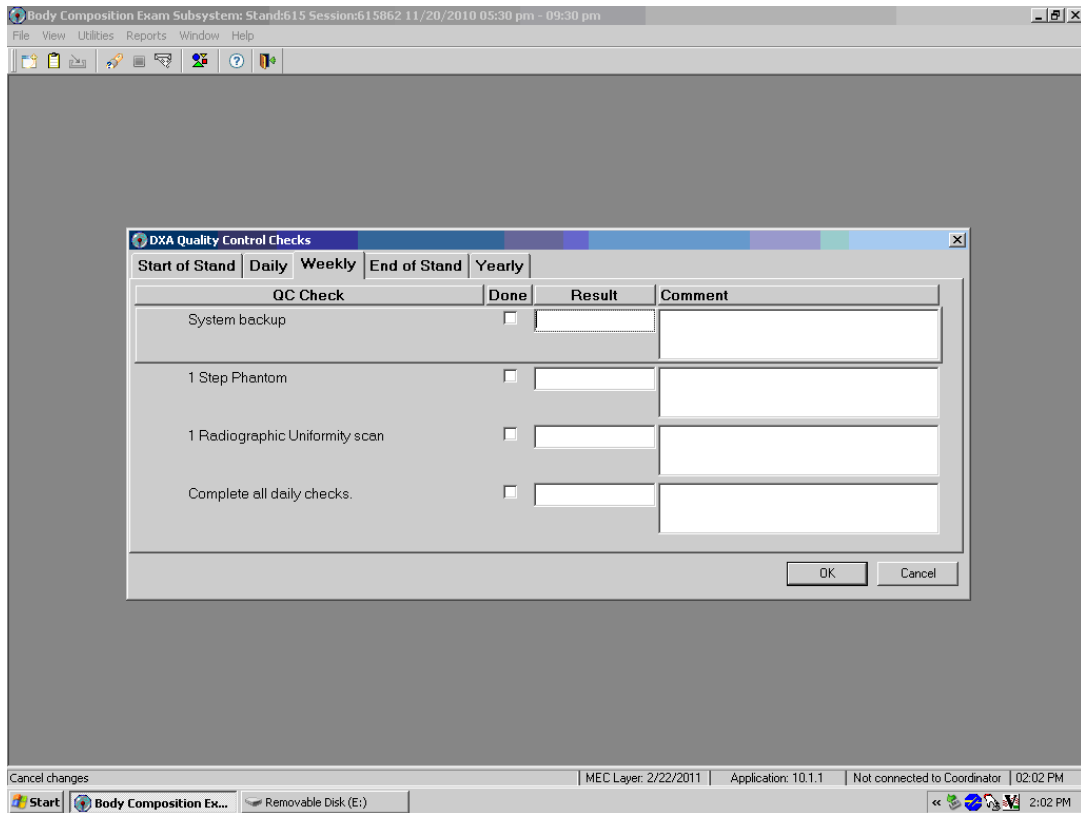 Body Composition Exam Subsystem: Stand:615 Session:615862 11/20/2010 05:30 pm - 09:30 pm
File View Utilities Reports Window Help
DXA Quality Control Checks
Start of Stand Daily Weekly End of Stand Yearly
QC Check Done Result Comment
System backup
1 Step Phantom
1 Radiographic Uniformity scan
Complete all daily checks.
OK Cancel
Cancel changes MEC Layer: 2/22/2011 Application: 10.1.1 Not connected to Coordinator 02:02 PM
Start Body Composition Ex... Removable Disk (E:) « 2:02 PM